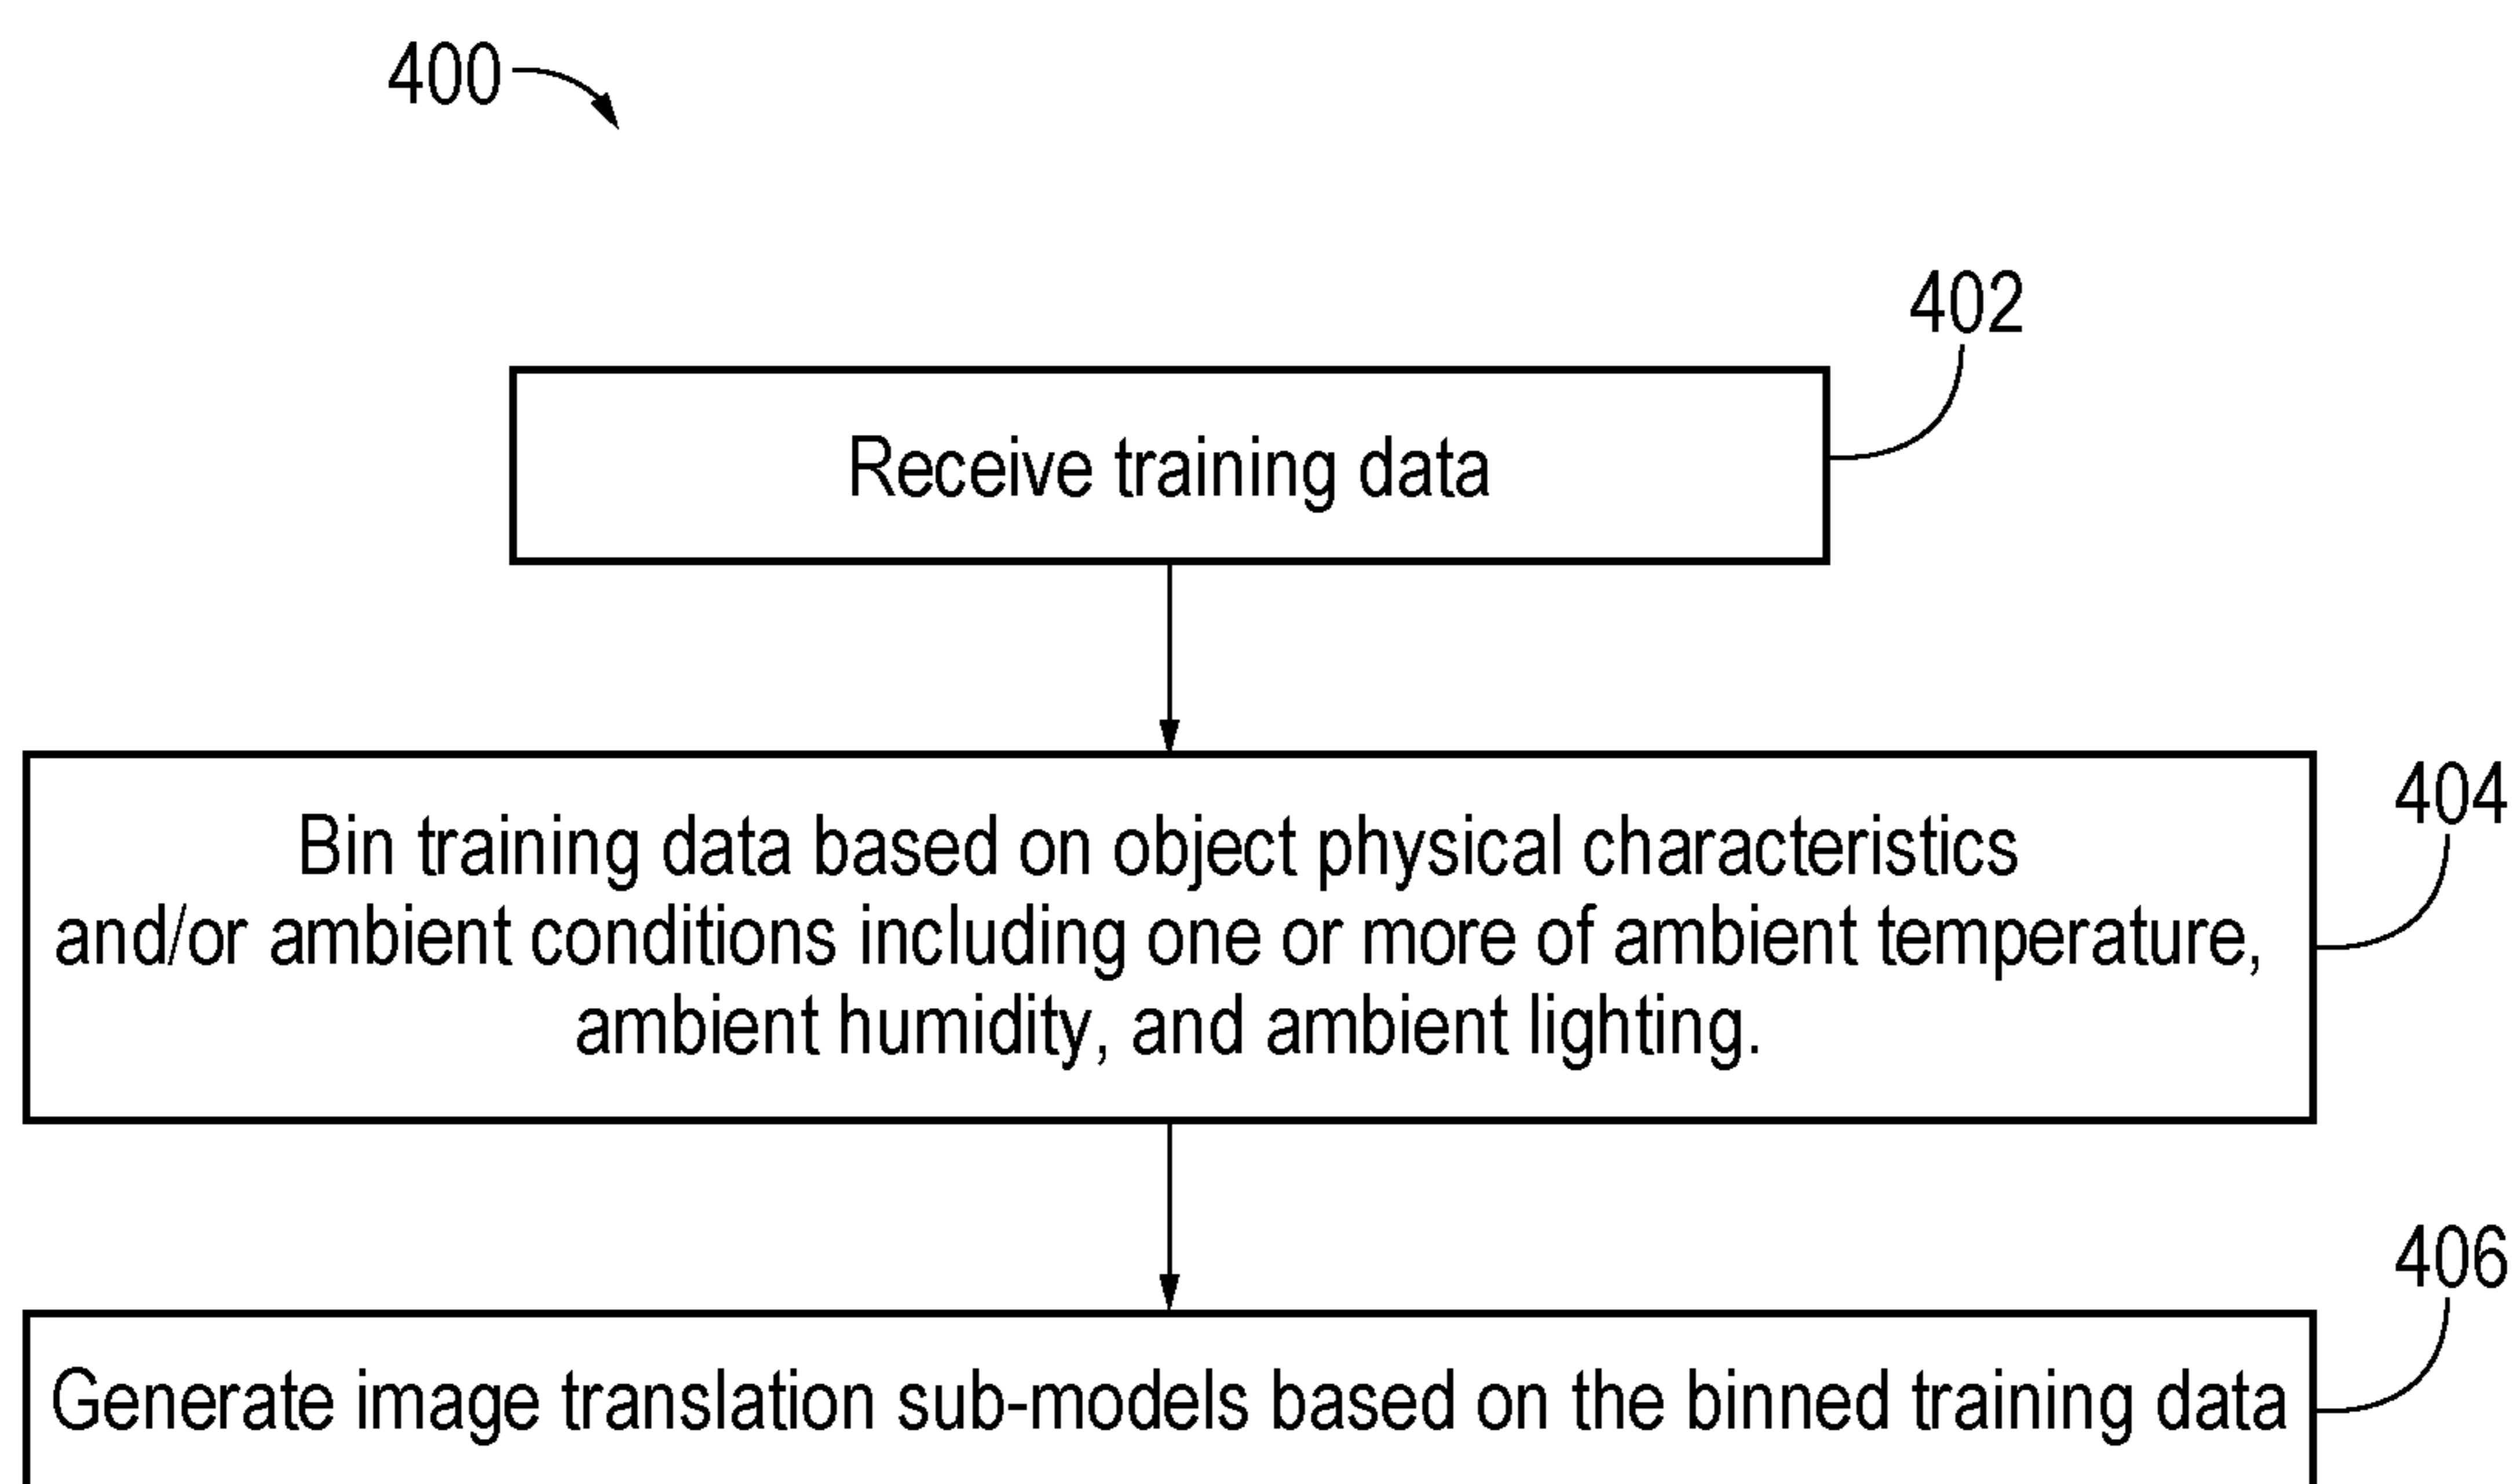 400
402
Receive training data
404
Bin training data based on object physical characteristics
and/or ambient conditions including one or more of ambient temperature,
ambient humidity, and ambient lighting.
406
Generate image translation sub-models based on the binned training data